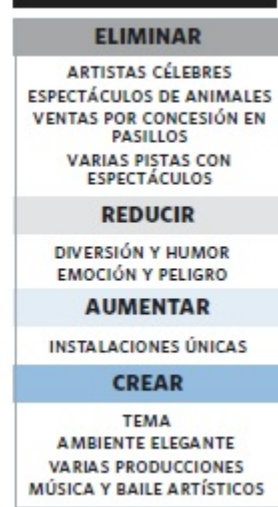 ELIMINAR
ARTISTAS CÉLEBRES
ESPECTÁCULOS DE ANIMALES
VENTAS POR CONCESIÓN EN
PASILLOS
VARIAS PISTAS CON
ESPECTÁCULOS
REDUCIR
DIVERSIÓN Y HUMOR
EMOCIÓN Y PELIGRO
AUMENTAR
INSTALACIONES ÚNICAS
CREAR
TEMA
AMBIENTE ELEGANTE
VARIAS PRODUCCIONES
MÚSICA Y BAILE ARTÍSTICOS